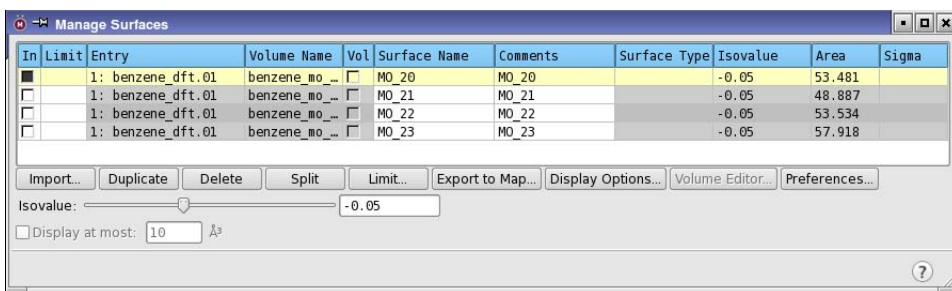 Manage Surfaces
In Limit Entry Volume Name Vol Surface Name Comments Surface Type Isovalue Area Sigma
1: benzene_dft.01 benzene_mo_… MO_20 MO_20 -0.05 53.481
1: benzene_dft.01 benzene_mo_… MO_21 MO_21 -0.05 48.887
1: benzene_dft.01 benzene_mo_… MO_22 MO_22 -0.05 53.534
1: benzene_dft.01 benzene_mo_… MO_23 MO_23 -0.05 57.918
Import... Duplicate Delete Split Limit... Export to Map... Display Options... Volume Editor... Preferences...
Isovalue: -0.05
Display at most: 10 Å³
?